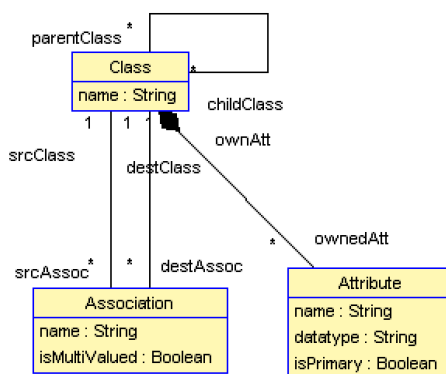 parentClass
*
Class
*
name : String
childClass
1
1
1
ownAtt
srcClass
destClass
*
*
*
ownedAtt
srcAssoc
destAssoc
Association
name : String
isMultiValued : Boolean
Attribute
name : String
datatype : String
isPrimary : Boolean